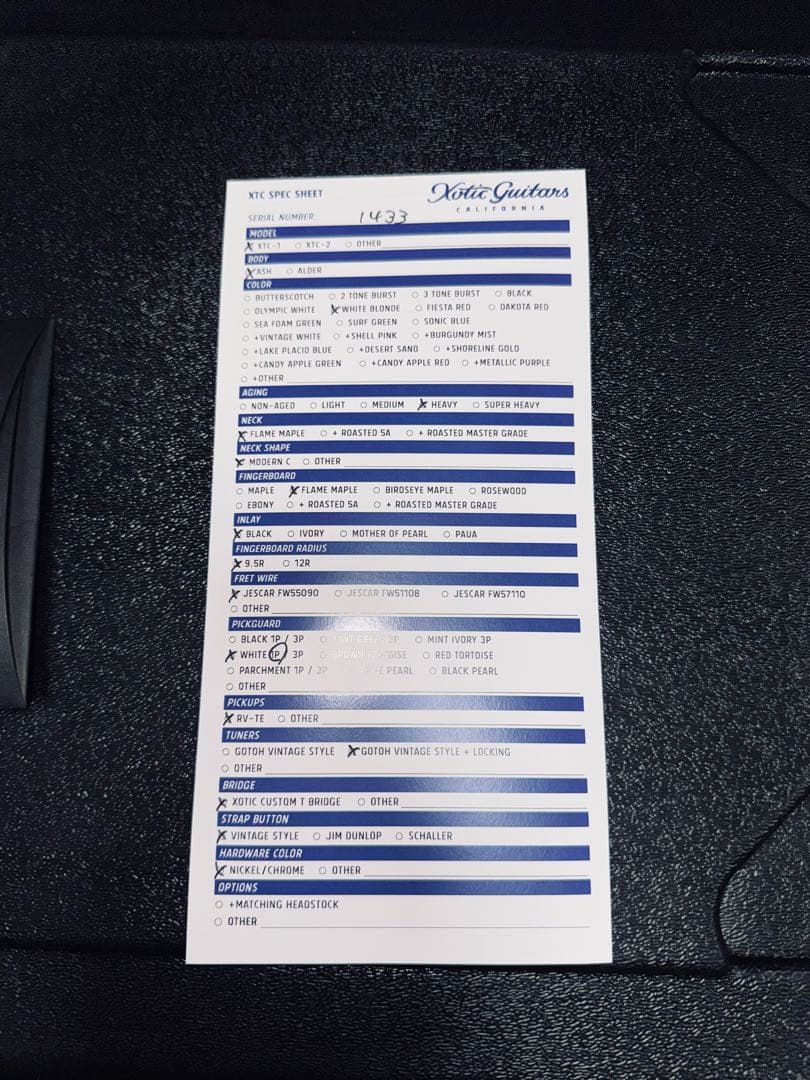 XTC SPEC SHEET
Xotic Guitars
CALIFORNIA
SERIAL NUMBER: 1433
MODEL
XTC-1 XTC-2 OTHER
BODY
ASH ALDER
COLOR
BUTTERSCOTCH 2 TONE BURST 3 TONE BURST BLACK
OLYMPIC WHITE WHITE BLONDE FIESTA RED DAKOTA RED
SEA FOAM GREEN SURF GREEN SONIC BLUE
+VINTAGE WHITE +SHELL PINK +BURGUNDY MIST
+LAKE PLACID BLUE +DESERT SAND +SHORELINE GOLD
+CANDY APPLE GREEN +CANDY APPLE RED +METALLIC PURPLE
+OTHER
AGING
NON-AGED LIGHT MEDIUM HEAVY SUPER HEAVY
NECK
FLAME MAPLE + ROASTED 5A + ROASTED MASTER GRADE
NECK SHAPE
MODERN C OTHER
FINGERBOARD
MAPLE FLAME MAPLE BIRDSEYE MAPLE ROSEWOOD
EBONY + ROASTED 5A + ROASTED MASTER GRADE
INLAY
BLACK IVORY MOTHER OF PEARL PAUA
FINGERBOARD RADIUS
9.5R 12R
FRET WIRE
JESCAR FW55090 JESCAR FW51108 JESCAR FW57110
OTHER
PICKGUARD
BLACK 1P / 3P MINT GREEN 3P MINT IVORY 3P
WHITE 1P / 3P BROWN TORTOISE RED TORTOISE
PARCHMENT 1P / 3P PEARL BLACK PEARL
OTHER
PICKUPS
RV-TE OTHER
TUNERS
GOTOH VINTAGE STYLE GOTOH VINTAGE STYLE + LOCKING
OTHER
BRIDGE
XOTIC CUSTOM T BRIDGE OTHER
STRAP BUTTON
VINTAGE STYLE JIM DUNLOP SCHALLER
HARDWARE COLOR
NICKEL/CHROME OTHER
OPTIONS
+MATCHING HEADSTOCK
OTHER